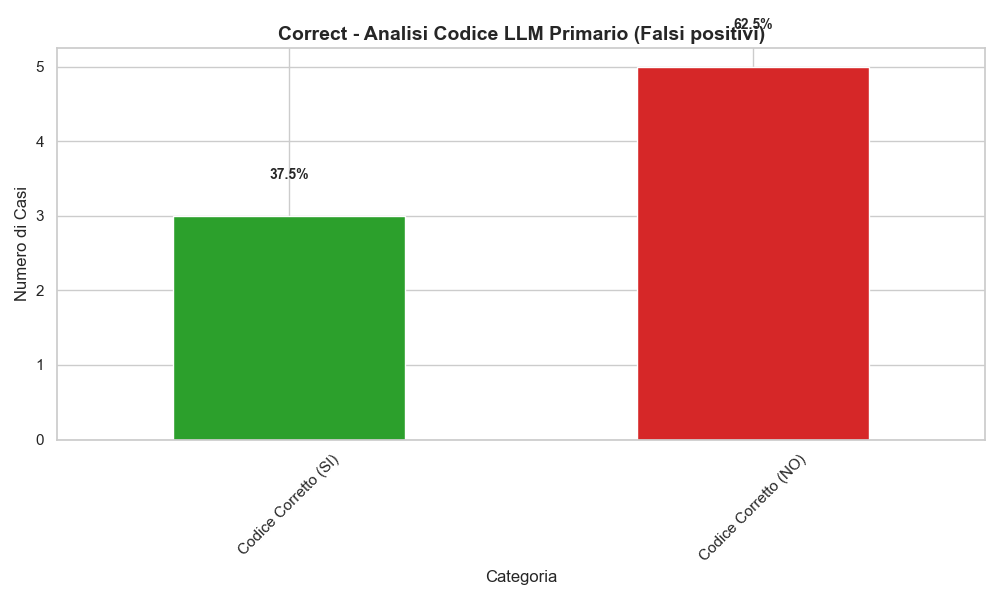 62.5%
Correct - Analisi Codice LLM Primario (Falsi positivi)
5
4
37.5%
3
2
1
0
Numero di Casi
Codice Corretto (SI)
Codice Corretto (NO)
Categoria